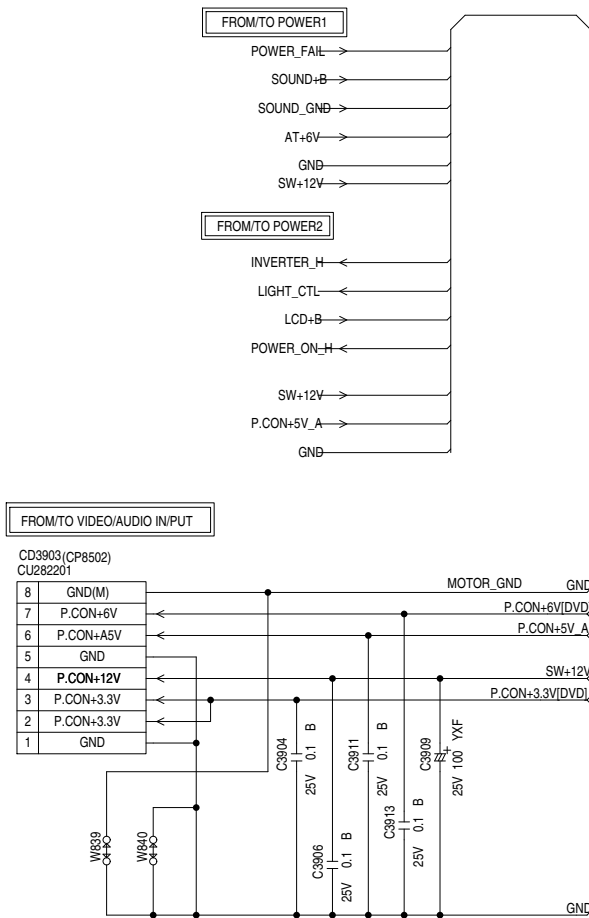 FROM/TO POWER1
POWER_FAIL
SOUND+B
SOUND_GND
AT+6V
GND
SW+12V
FROM/TO POWER2
INVERTER_H
LIGHT_CTL
LCD+B
POWER_ON_H
SW+12V
P.CON+5V_A
GND
FROM/TO VIDEO/AUDIO IN/PUT
CD3903(CP8502)
CU282201
8 GND(M) MOTOR_GND GND
7 P.CON+6V P.CON+6V[DVD]
6 P.CON+A5V P.CON+5V_A
5 GND
4 P.CON+12V SW+12V
3 P.CON+3.3V P.CON+3.3V[DVD]
2 P.CON+3.3V
1 GND
C3904
25V 0.1 B
C3911
25V 0.1 B
C3909
25V 100 YXF
+
C3913
25V 0.1 B
W839
W840
C3906
25V 0.1 B
GND